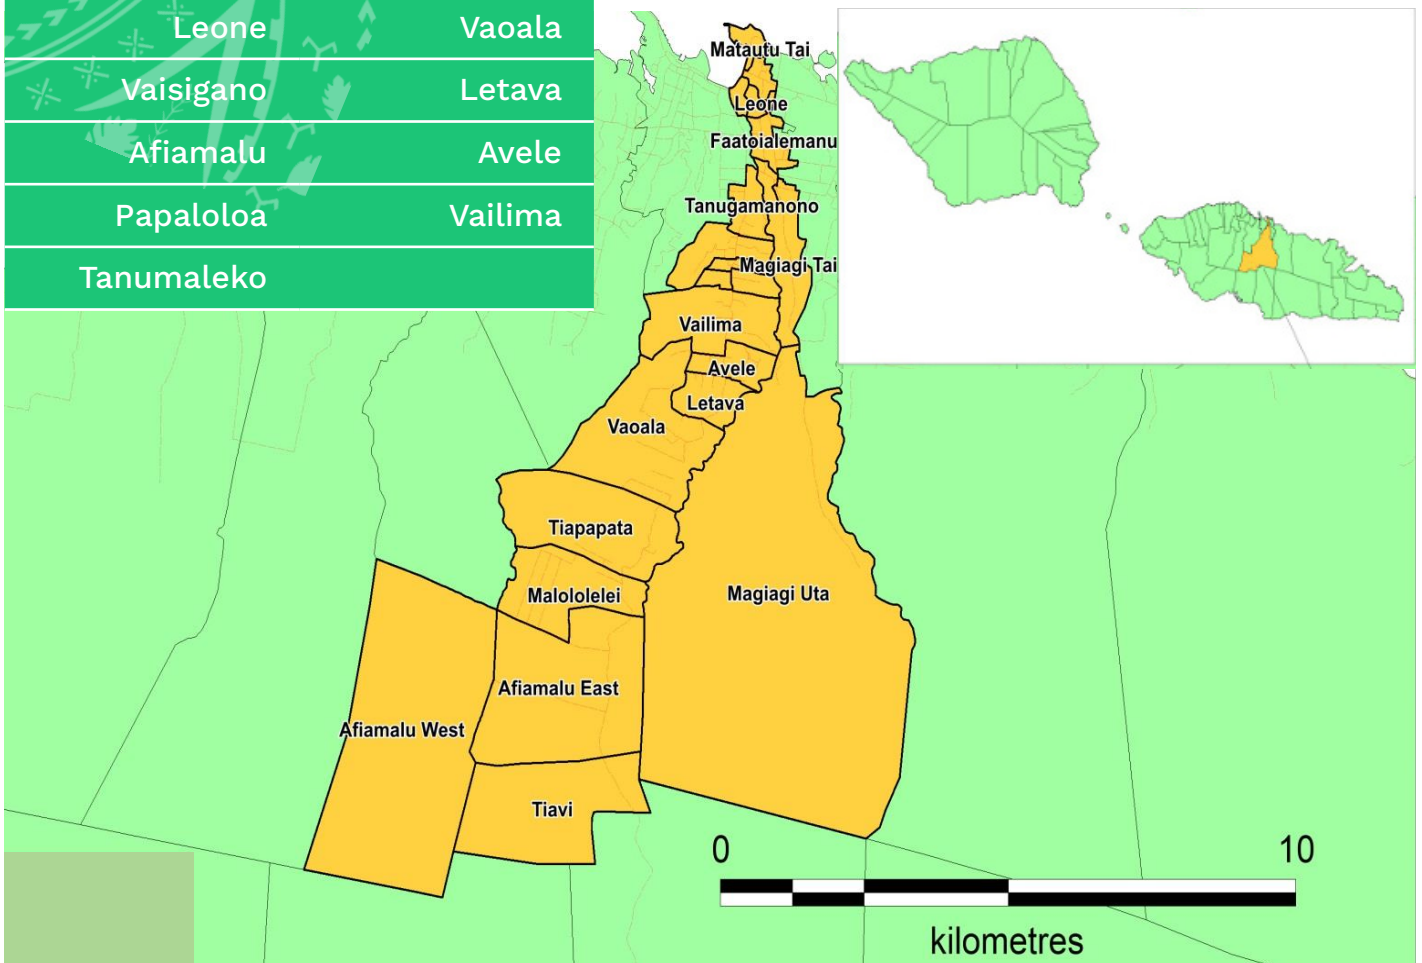 Leone Vaoala
Vaisigano Letava
Afiamalu Avele
Papaloloa Vailima
Tanumaleko
Matautu Tai
Leone
Faatoialemanu
Tanugamanono
Magiagi Tai
Vailima
Avele
Letava
Vaoala
Tiapapata
Malololelei
Magiagi Uta
Afiamalu East
Afiamalu West
Tiavi
0 10
kilometres